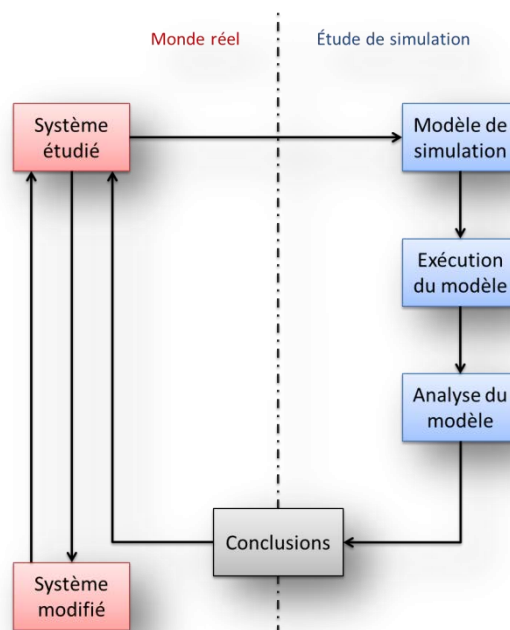 Monde réel
Étude de simulation
Système
étudié
Modèle de
simulation
Exécution
du modèle
Analyse du
modèle
Conclusions
Système
modifié